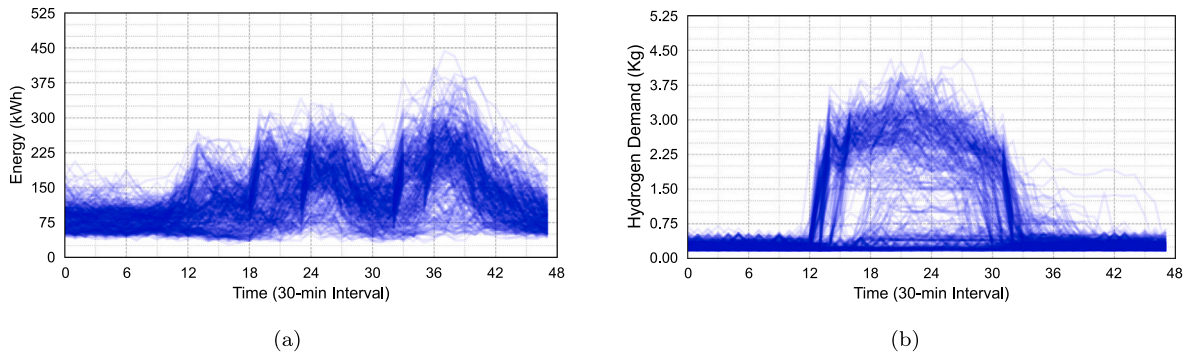 525
450
375
300
225
150
75
0
Energy (kWh)
0 6 12 18 24 30 36 42 48
Time (30-min Interval)
(a)
5.25
4.50
3.75
3.00
2.25
1.50
0.75
0.00
Hydrogen Demand (Kg)
0 6 12 18 24 30 36 42 48
Time (30-min Interval)
(b)